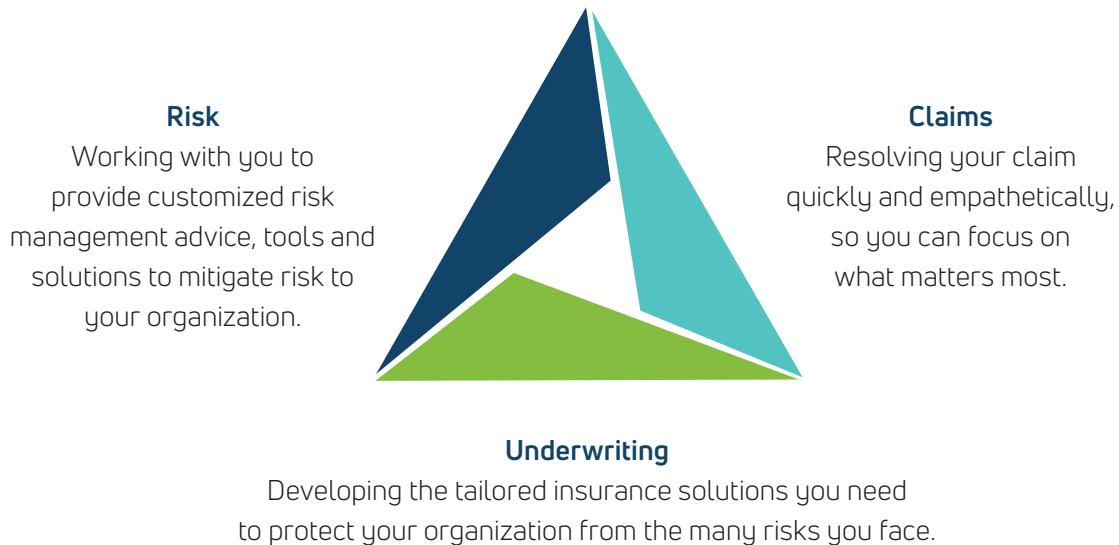 Risk
Working with you to
provide customized risk
management advice, tools and
solutions to mitigate risk to
your organization.
Claims
Resolving your claim
quickly and empathetically,
so you can focus on
what matters most.
Underwriting
Developing the tailored insurance solutions you need
to protect your organization from the many risks you face.